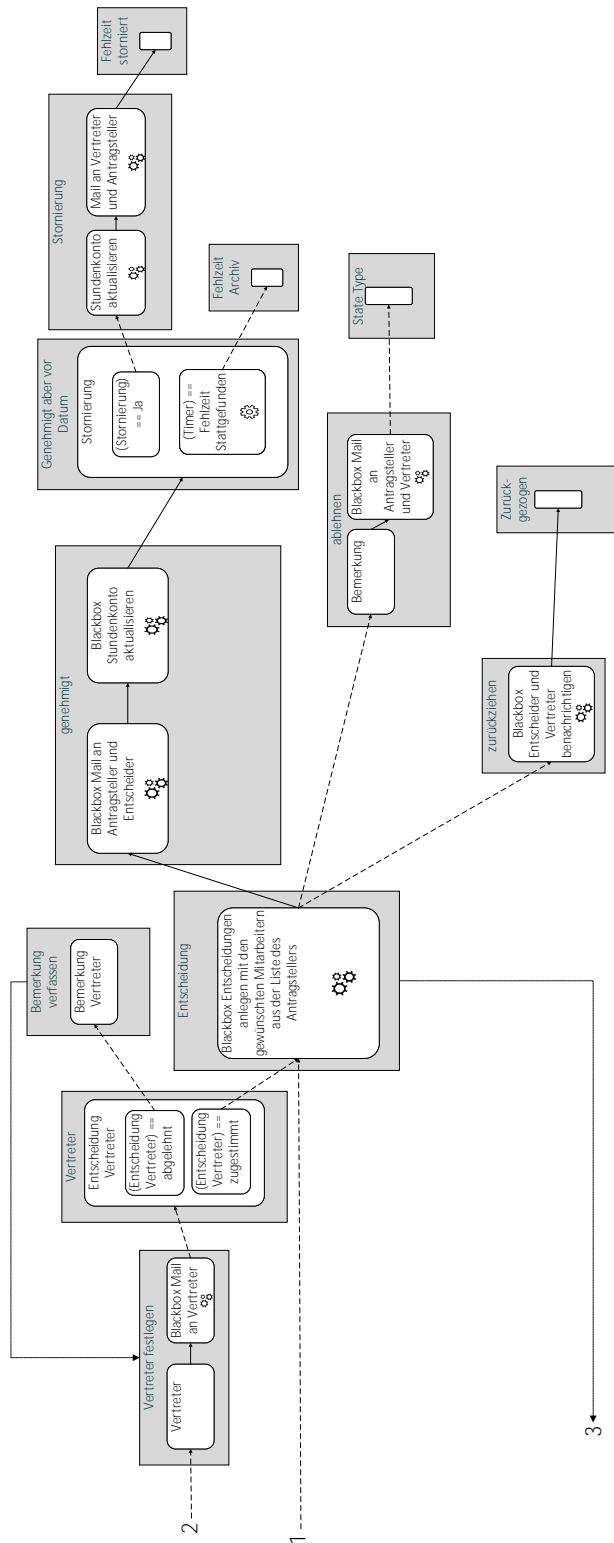 2
Vertreter festlegen
Vertreter
Blackbox Mail
an Vertreter
Vertreter
Entscheidung
Vertreter
(Entscheidung
Vertreter) ==
abgelehnt
(Entscheidung
Vertreter) ==
zugestimmt
Bemerkung
verfassen
Bemerkung
Vertreter
1
Entscheidung
Blackbox Entscheidungen
anlegen mit den
gewünschten Mitarbeitern
aus der Liste des
Antragstellers
3
genehmigt
Blackbox Mail an
Antragsteller und
Entscheider
Blackbox
Stundenkonto
aktualisieren
Genehmigt aber vor
Datum
Stornierung
(Stornierung)
== Ja
(Timer) ==
Fehlzeit
Stattgefunden
Stornierung
Stundenkonto
aktualisieren
Mail an Vertreter
und Antragsteller
Fehlzeit
storniert
Fehlzeit
Archiv
ablehnen
Bemerkung
Blackbox Mail
an
Antragsteller
und Vertreter
State Type
zurückziehen
Blackbox
Entscheider und
Vertreter
benachrichtigen
Zurück-
gezogen